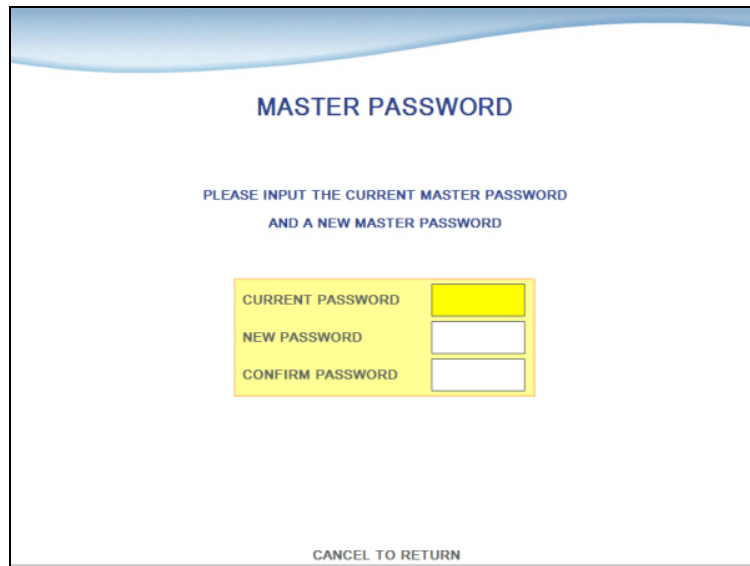 MASTER PASSWORD
PLEASE INPUT THE CURRENT MASTER PASSWORD
AND A NEW MASTER PASSWORD
CURRENT PASSWORD
NEW PASSWORD
CONFIRM PASSWORD
CANCEL TO RETURN